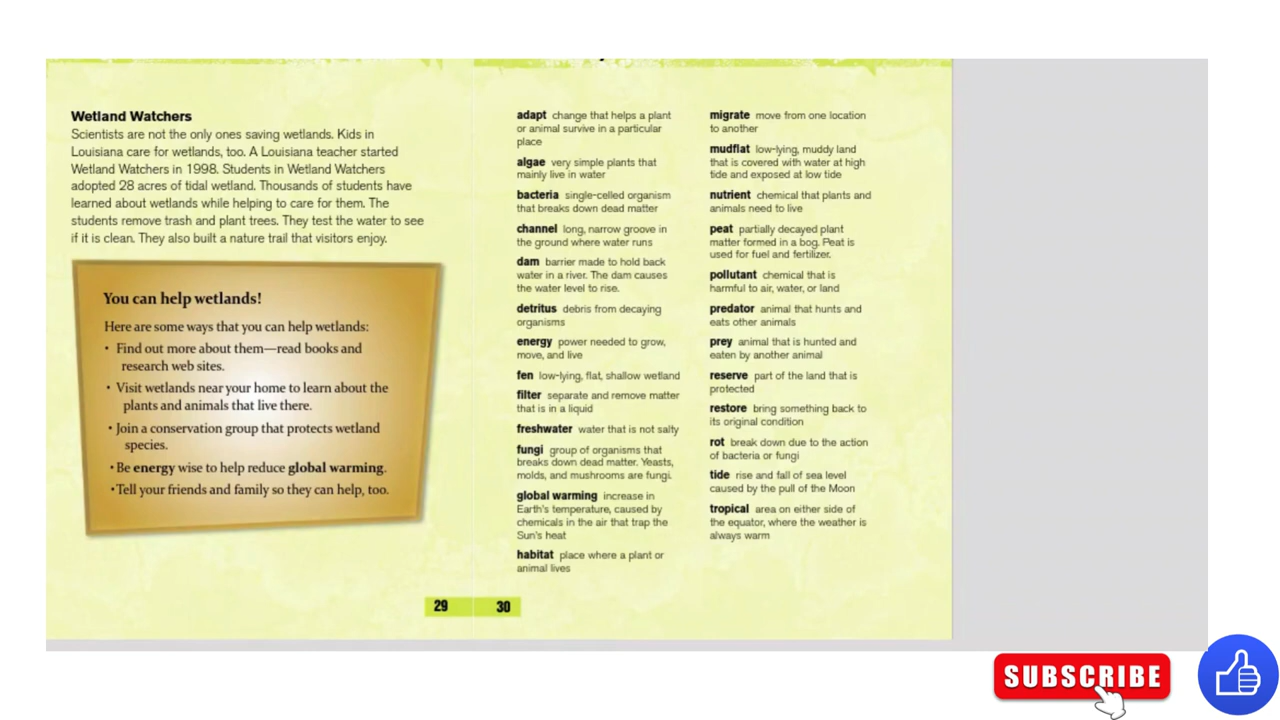 Wetland Watchers
Scientists are not the only ones saving wetlands. Kids in
Louisiana care for wetlands, too. A Louisiana teacher started
Wetland Watchers in 1998. Students in Wetland Watchers
adopted 28 acres of tidal wetland. Thousands of students have
learned about wetlands while helping to care for them. The
students remove trash and plant trees. They test the water to see
if it is clean. They also built a nature trail that visitors enjoy.
You can help wetlands!
Here are some ways that you can help wetlands:
• Find out more about them—read books and
research web sites.
• Visit wetlands near your home to learn about the
plants and animals that live there.
• Join a conservation group that protects wetland
species.
• Be energy wise to help reduce global warming.
• Tell your friends and family so they can help, too.
29
adapt change that helps a plant
or animal survive in a particular
place
algae very simple plants that
mainly live in water
bacteria single-celled organism
that breaks down dead matter
channel long, narrow groove in
the ground where water runs
dam barrier made to hold back
water in a river. The dam causes
the water level to rise.
detritus debris from decaying
organisms
energy power needed to grow,
move, and live
fen low-lying, flat, shallow wetland
filter separate and remove matter
that is in a liquid
freshwater water that is not salty
fungi group of organisms that
breaks down dead matter. Yeasts,
molds, and mushrooms are fungi.
global warming increase in
Earth's temperature, caused by
chemicals in the air that trap the
Sun's heat
habitat place where a plant or
animal lives
migrate move from one location
to another
mudflat low-lying, muddy land
that is covered with water at high
tide and exposed at low tide
nutrient chemical that plants and
animals need to live
peat partially decayed plant
matter formed in a bog. Peat is
used for fuel and fertilizer.
pollutant chemical that is
harmful to air, water, or land
predator animal that hunts and
eats other animals
prey animal that is hunted and
eaten by another animal
reserve part of the land that is
protected
restore bring something back to
its original condition
rot break down due to the action
of bacteria or fungi
tide rise and fall of sea level
caused by the pull of the Moon
tropical area on either side of
the equator, where the weather is
always warm
30
SUBSCRIBE